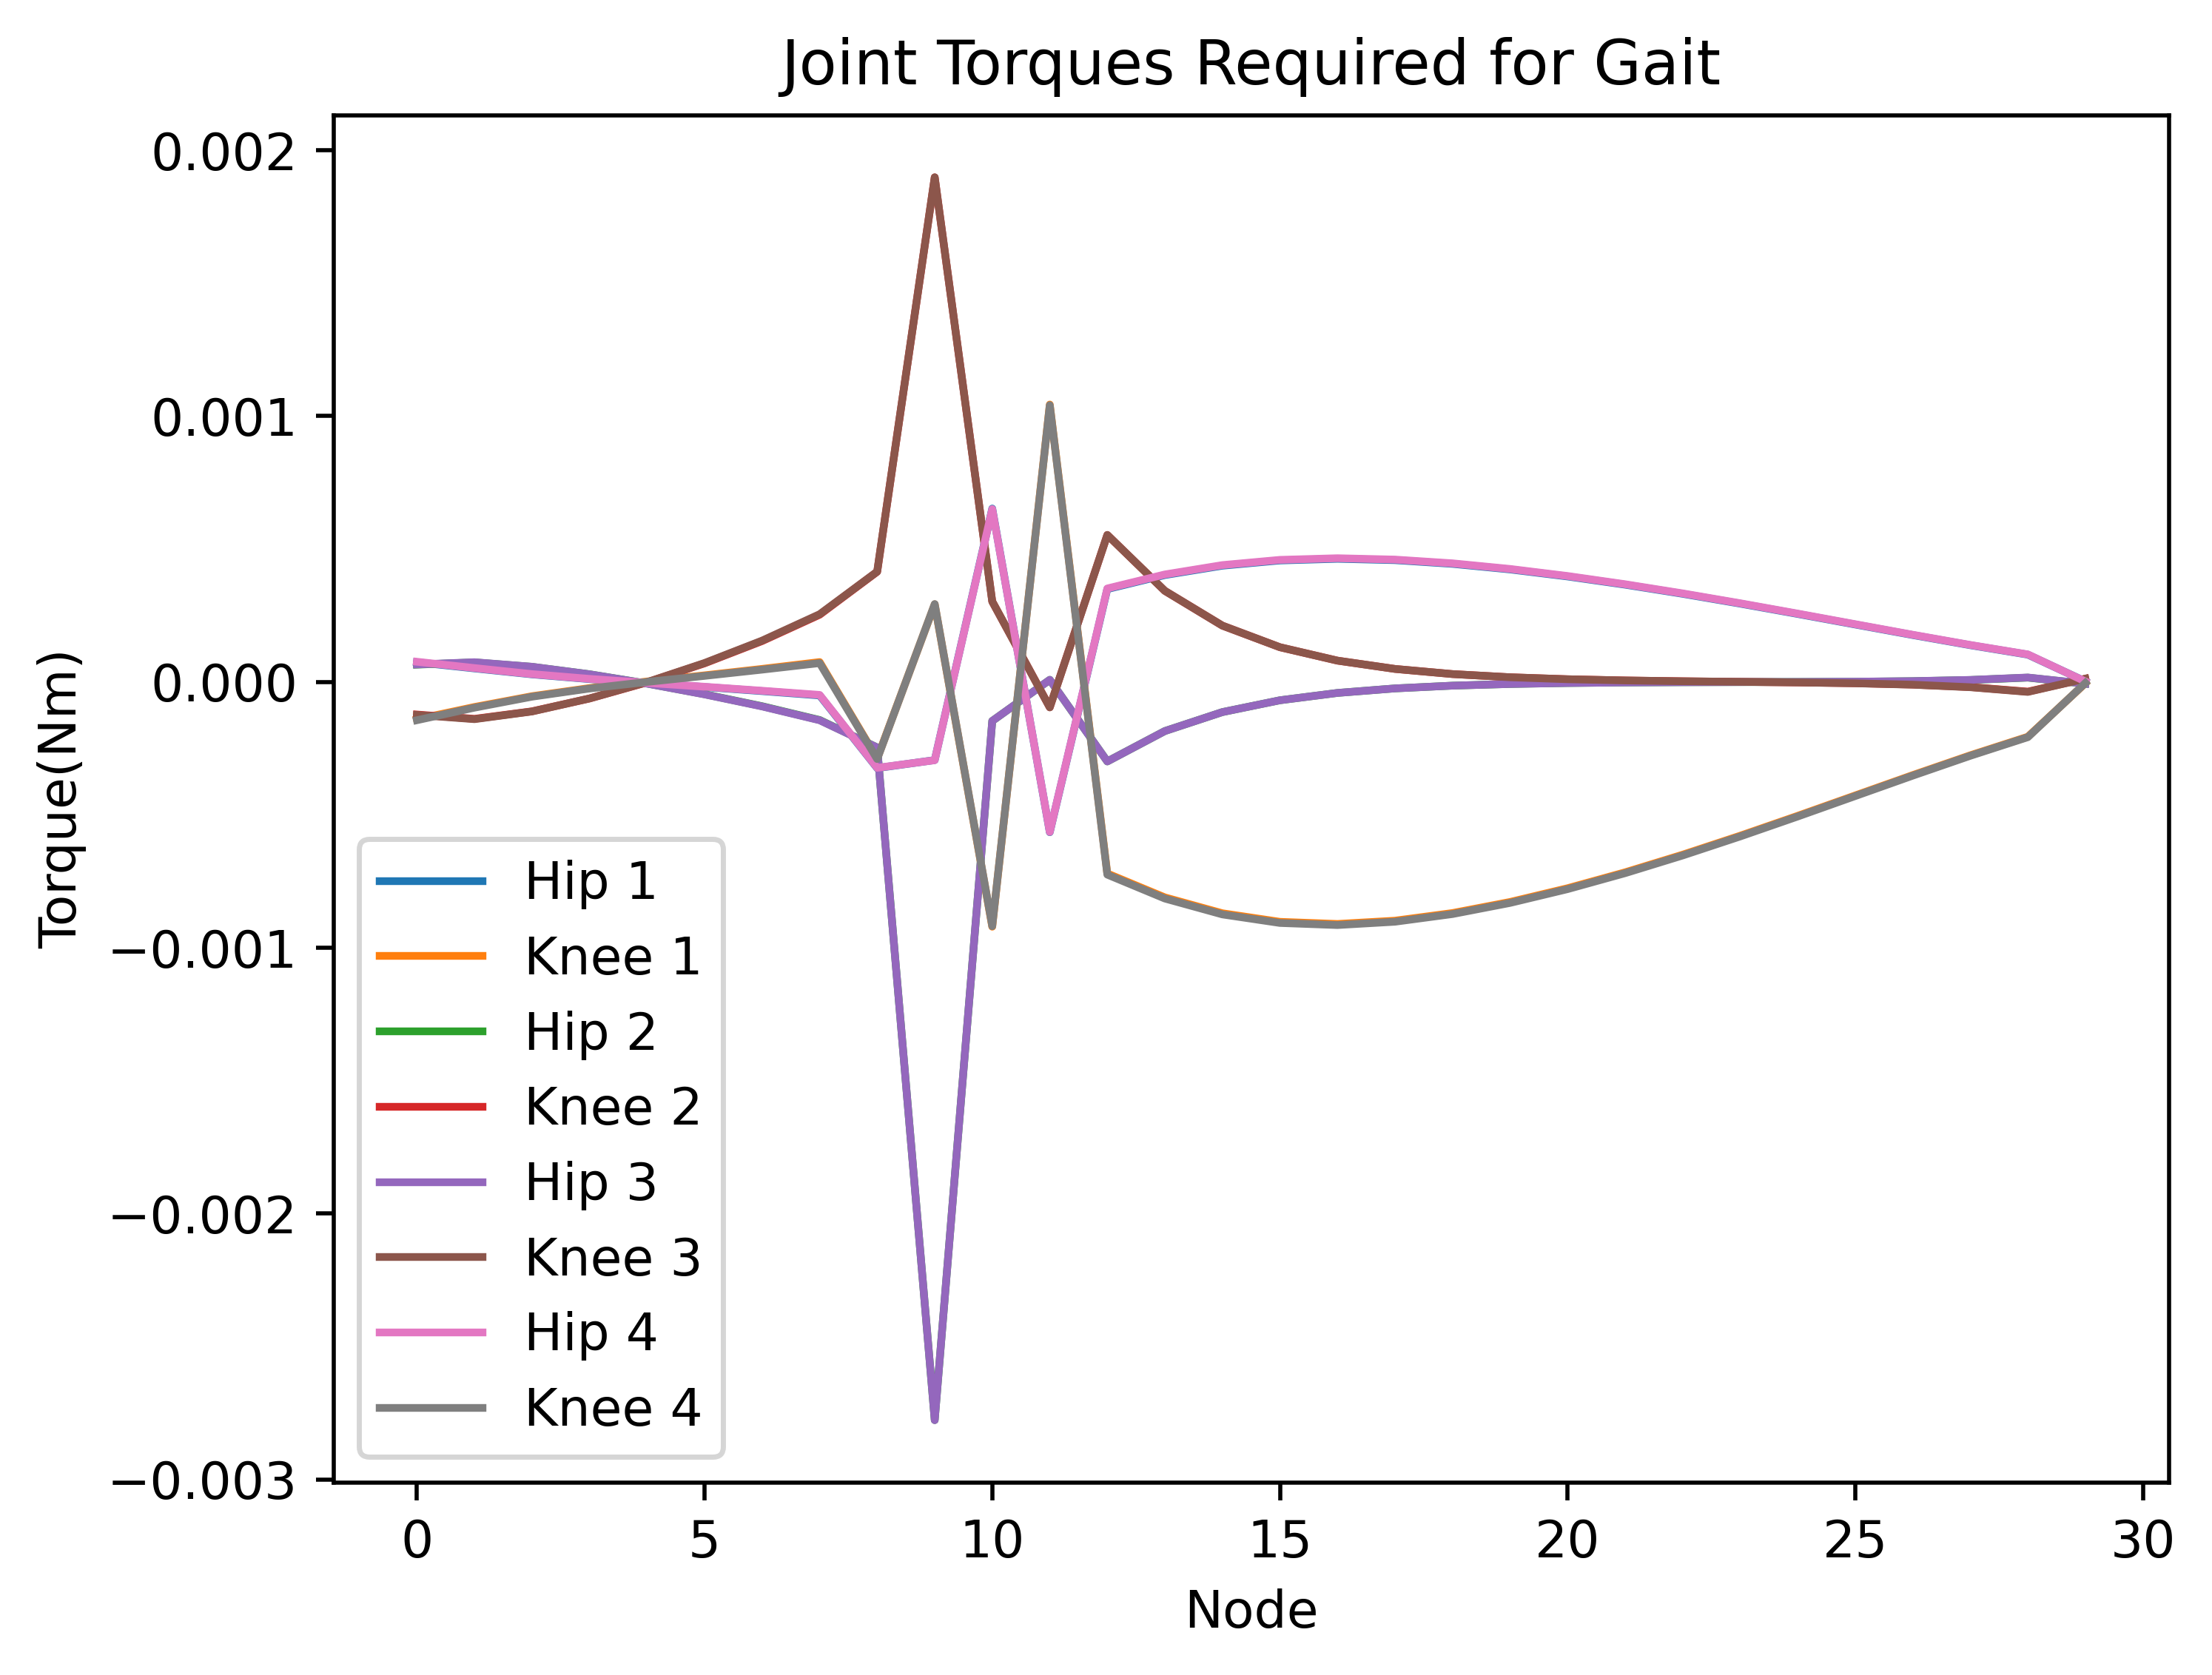 Joint Torques Required for Gait
0.002
0.001
0.000
−0.001
−0.002
−0.003
Torque(Nm)
Hip 1
Knee 1
Hip 2
Knee 2
Hip 3
Knee 3
Hip 4
Knee 4
0 5 10 15 20 25 30
Node